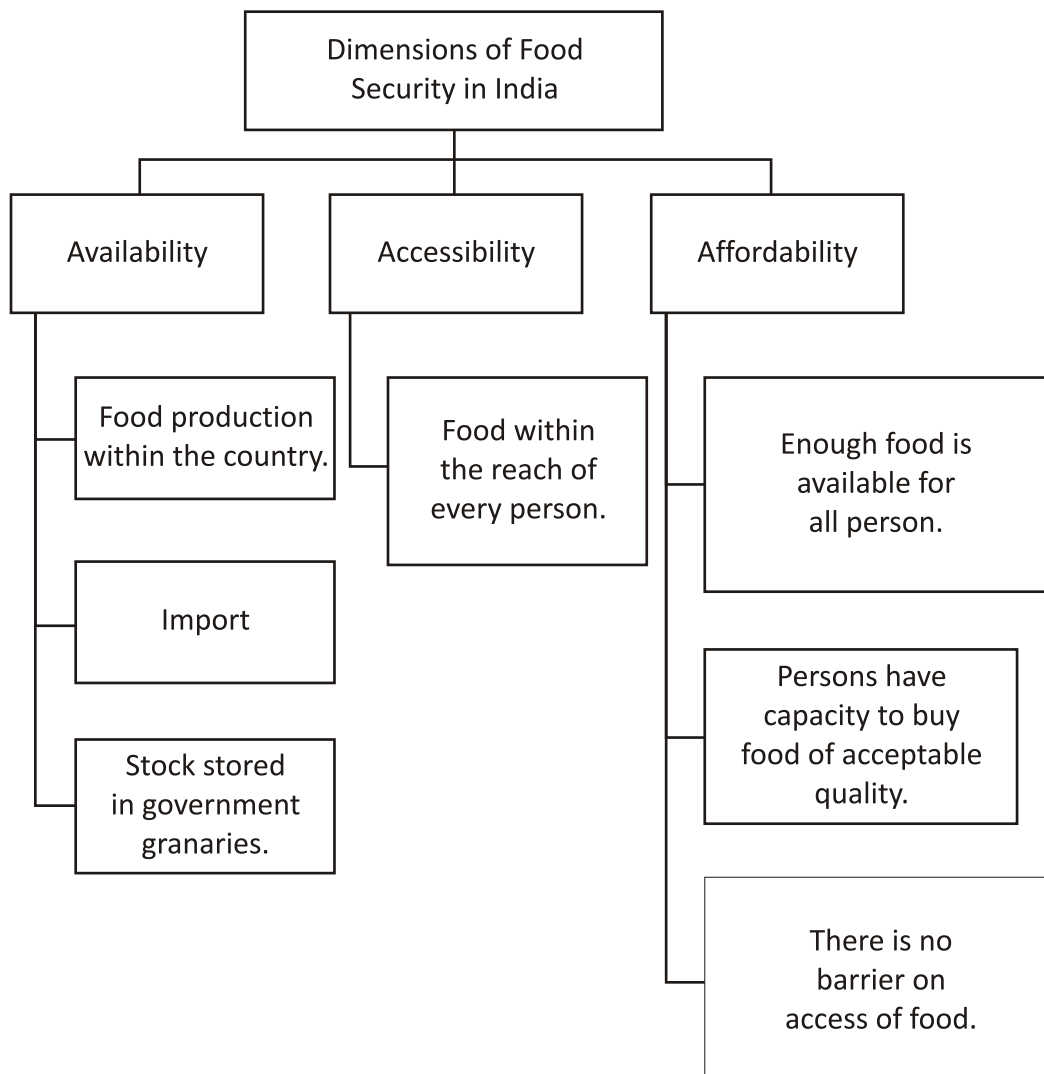 Dimensions of Food
Security in India
Availability
Accessibility
Affordability
Food production
within the country.
Import
Stock stored
in government
granaries.
Food within
the reach of
every person.
Enough food is
available for
all person.
Persons have
capacity to buy
food of acceptable
quality.
There is no
barrier on
access of food.